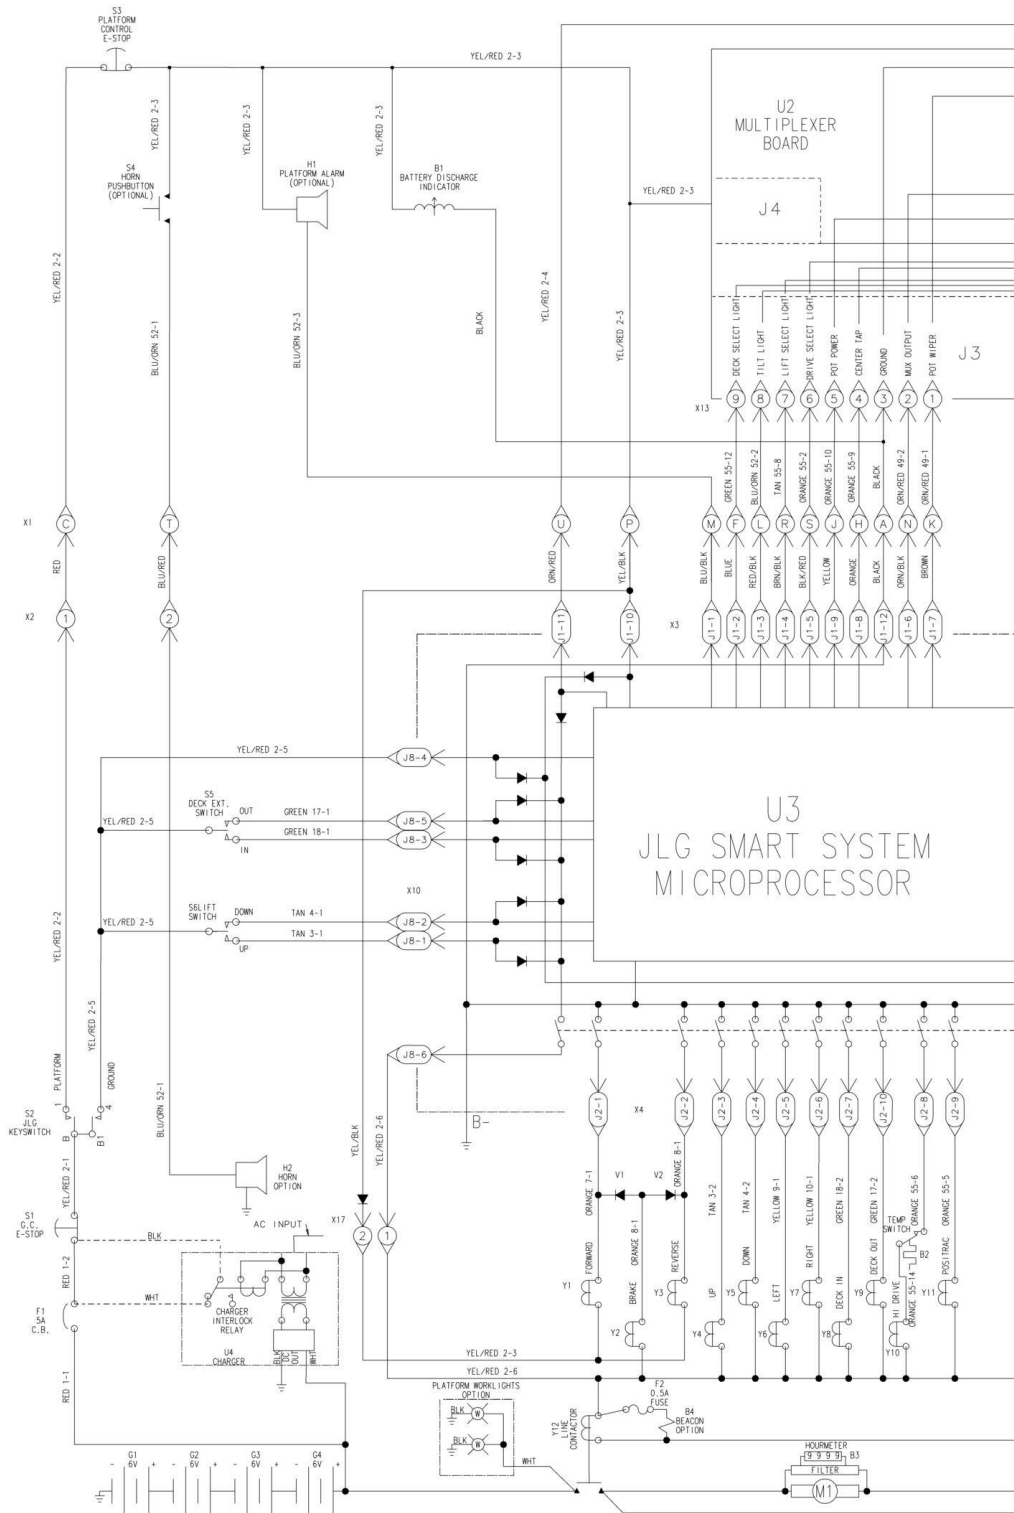 S3
PLATFORM
CONTROL
E-STOP
YEL/RED 2-3
YEL/RED 2-3
YEL/RED 2-3
YEL/RED 2-3
U2
MULTIPLEXER
BOARD
S4
HORN
PUSHBUTTON
(OPTIONAL)
H1
PLATFORM ALARM
(OPTIONAL)
B1
BATTERY DISCHARGE
INDICATOR
YEL/RED 2-3
J4
YEL/RED 2-2
BLU/ORN 52-1
BLU/ORN 52-3
BLACK
YEL/RED 2-4
YEL/RED 2-3
DECK SELECT LIGHT
TILT LIGHT
LIFT SELECT LIGHT
DRIVE SELECT LIGHT
POT POWER
CENTER TAP
GROUND
MUX OUTPUT
POT WIPER
J3
X13
9
8
7
6
5
4
3
2
1
GREEN 55-12
BLU/ORN 52-2
TAN 55-8
ORANGE 55-2
ORANGE 55-10
ORANGE 55-9
BLACK
ORN/RED 49-2
ORN/RED 49-1
X1
C
T
U
P
M
F
L
R
S
J
H
A
N
K
RED
BLU/RED
ORN/RED
YEL/BLK
BLU/BLK
BLUE
RED/BLK
BRN/BLK
BLK/RED
YELLOW
ORANGE
BLACK
ORN/BLK
BROWN
X2
1
2
J1-11
J1-10
X3
J1-1
J1-2
J1-3
J1-4
J1-5
J1-9
J1-8
J1-12
J1-6
J1-7
YEL/RED 2-5
J8-4
S5
DECK EXT.
SWITCH
OUT
GREEN 17-1
J8-5
YEL/RED 2-5
IN
GREEN 18-1
J8-3
U3
JLG SMART SYSTEM
MICROPROCESSOR
X10
S6LIFT
SWITCH
DOWN
TAN 4-1
J8-2
YEL/RED 2-5
UP
TAN 3-1
J8-1
YEL/RED 2-2
YEL/RED 2-5
J8-6
1
PLATFORM
4
GROUND
S2
JLG
KEYSWITCH
B
B1
BLU/ORN 52-1
YEL/BLK
YEL/RED 2-6
B-
J2-1
X4
J2-2
J2-3
J2-4
J2-5
J2-6
J2-7
J2-10
J2-8
J2-9
YEL/RED 2-1
H2
HORN
OPTION
V1
V2
ORANGE 7-1
ORANGE 8-1
ORANGE 8-1
TAN 3-2
TAN 4-2
YELLOW 9-1
YELLOW 10-1
GREEN 18-2
GREEN 17-2
ORANGE 55-6
ORANGE 55-5
S1
G.C.
E-STOP
BLK
AC INPUT
X17
2
1
TEMP
SWITCH
B2
ORANGE 55-14
RED 1-2
WHT
FORWARD
BRAKE
REVERSE
UP
DOWN
LEFT
RIGHT
DECK IN
DECK OUT
HI DRIVE
POSITRAC
Y1
Y2
Y3
Y4
Y5
Y6
Y7
Y8
Y9
Y10
Y11
F1
5A
C.B.
CHARGER
INTERLOCK
RELAY
U4
CHARGER
BLK
DC
OUT
WHT
YEL/RED 2-3
YEL/RED 2-6
RED 1-1
PLATFORM WORKLIGHTS
OPTION
BLK
W
BLK
W
WHT
Y12
LINE
CONTACTOR
F2
0.5A
FUSE
B4
BEACON
OPTION
HOURMETER
9 9 9 9
B3
FILTER
M1
G1
6V
G2
6V
G3
6V
G4
6V
- + - + - + - +